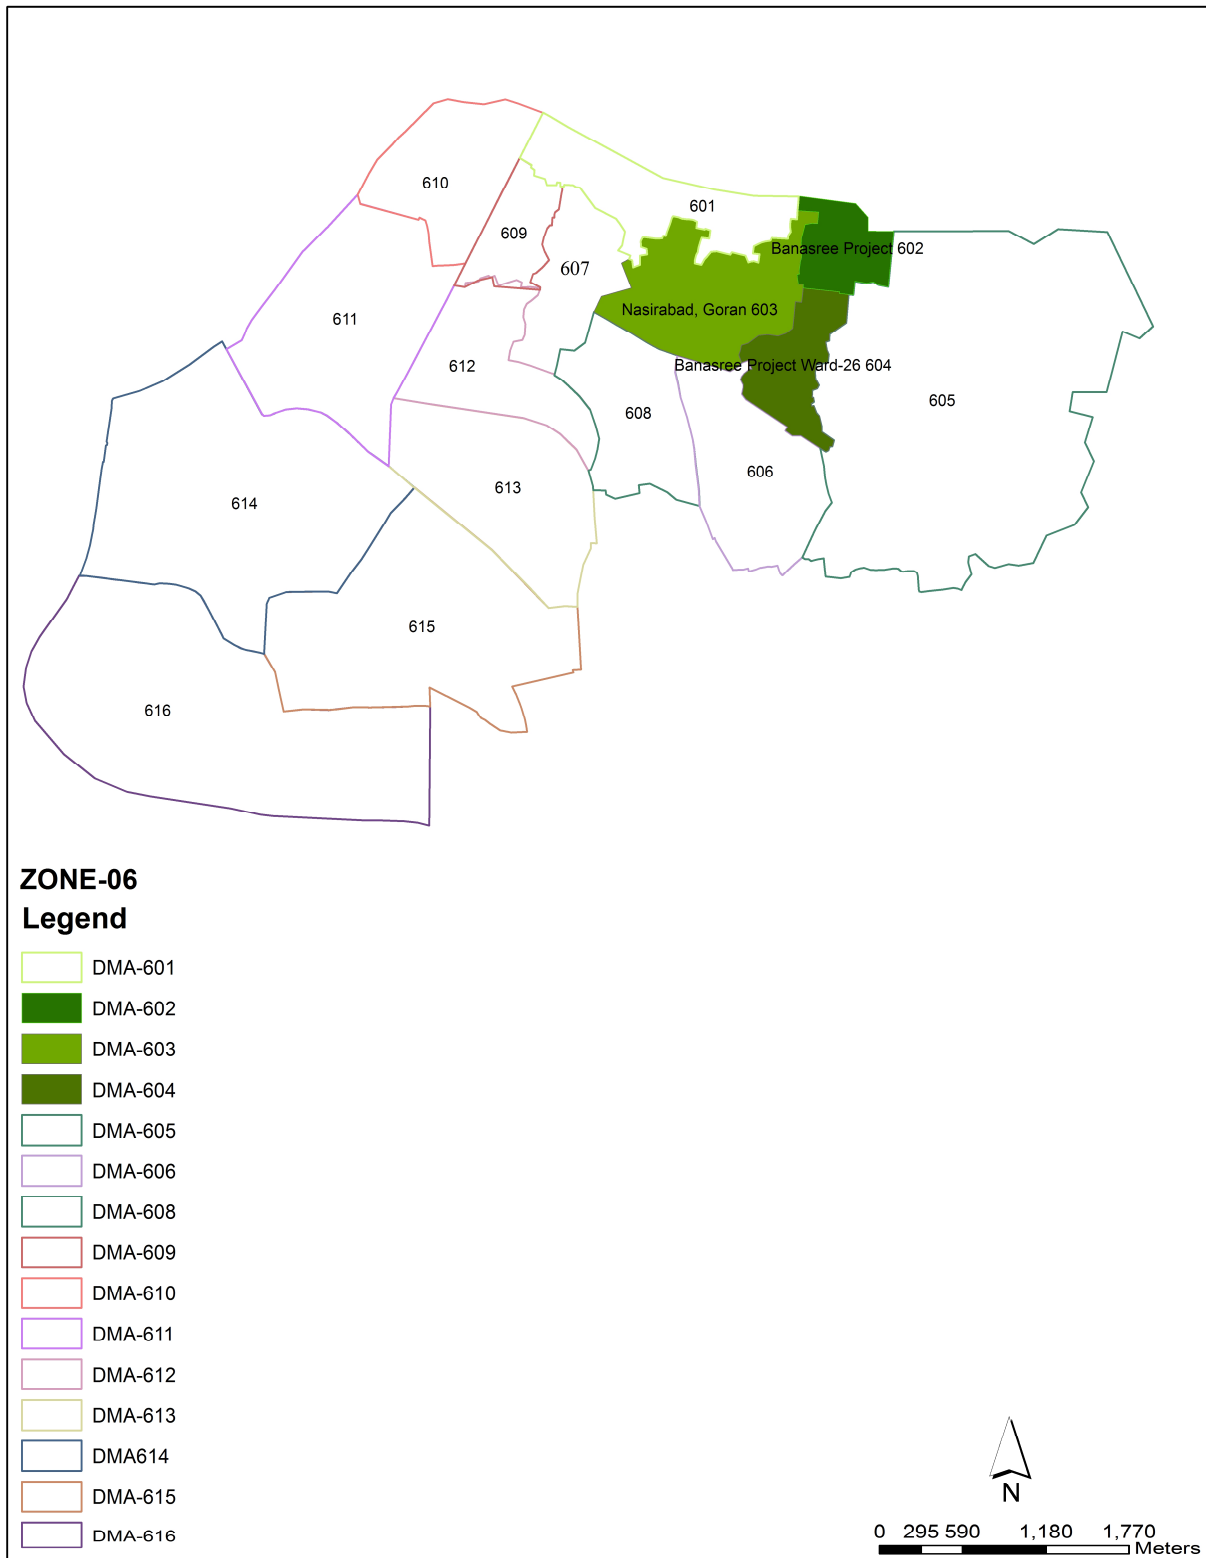 610
601
609
Banasree Project 602
607
Nasirabad, Goran 603
611
612
Banasree Project Ward-26 604
605
608
606
613
614
615
616
ZONE-06
Legend
DMA-601
DMA-602
DMA-603
DMA-604
DMA-605
DMA-606
DMA-608
DMA-609
DMA-610
DMA-611
DMA-612
DMA-613
DMA614
DMA-615
DMA-616
N
0 295 590 1,180 1,770
Meters